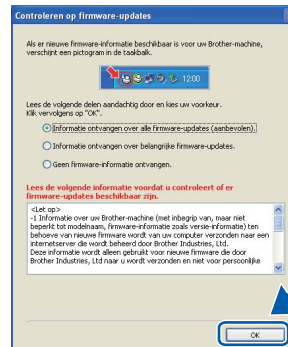 Controleren op firmware-updates
Als er nieuwe firmware-informatie beschikbaar is voor uw Brother-machine,
verschijnt een pictogram in de taakbalk.
12:00
Lees de volgende delen aandachtig door en kies uw voorkeur.
Klik vervolgens op "OK".
Informatie ontvangen over alle firmware-updates (aanbevolen).
Informatie ontvangen over belangrijke firmware-updates.
Geen firmware-informatie ontvangen.
Lees de volgende informatie voordat u controleert of er
firmware-updates beschikbaar zijn.
<Let op>
-1 Informatie over uw Brother-machine (met inbegrip van, maar niet
beperkt tot modelnaam, firmware-informatie zoals versie-informatie) ten
behoeve van nieuwe firmware wordt van uw computer verzonden naar een
internetserver die wordt beheerd door Brother Industries, Ltd.
Deze informatie wordt alleen gebruikt voor nieuwe firmware die door
Brother Industries, Ltd naar u wordt verzonden en niet voor persoonlijke
OK